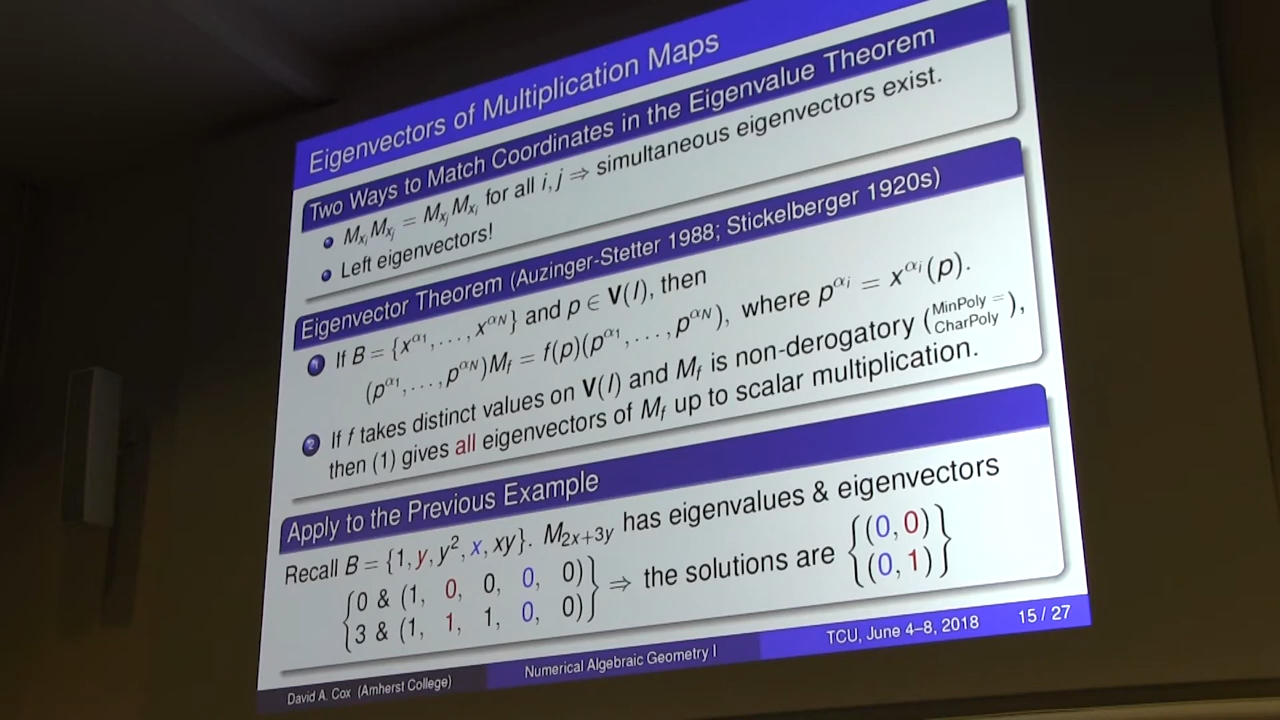 Eigenvectors of Multiplication Maps
Two Ways to Match Coordinates in the Eigenvalue Theorem
M_{x_i} M_{x_j} = M_{x_j} M_{x_i} for all i, j ⇒ simultaneous eigenvectors exist.
Left eigenvectors!
Eigenvector Theorem (Auzinger-Stetter 1988; Stickelberger 1920s)
1 If B = {x^{α_1}, ..., x^{α_N}} and p ∈ V(I), then
(p^{α_1}, ..., p^{α_N})M_f = f(p)(p^{α_1}, ..., p^{α_N}), where p^{α_i} = x^{α_i}(p).
2 If f takes distinct values on V(I) and M_f is non-derogatory (MinPoly = CharPoly),
then (1) gives all eigenvectors of M_f up to scalar multiplication.
Apply to the Previous Example
Recall B = {1, y, y², x, xy}. M_{2x+3y} has eigenvalues & eigenvectors
{0 & (1, 0, 0, 0, 0)
3 & (1, 1, 1, 0, 0)} ⇒ the solutions are {(0, 0)
(0, 1)}
David A. Cox (Amherst College) Numerical Algebraic Geometry I TCU, June 4–8, 2018 15 / 27